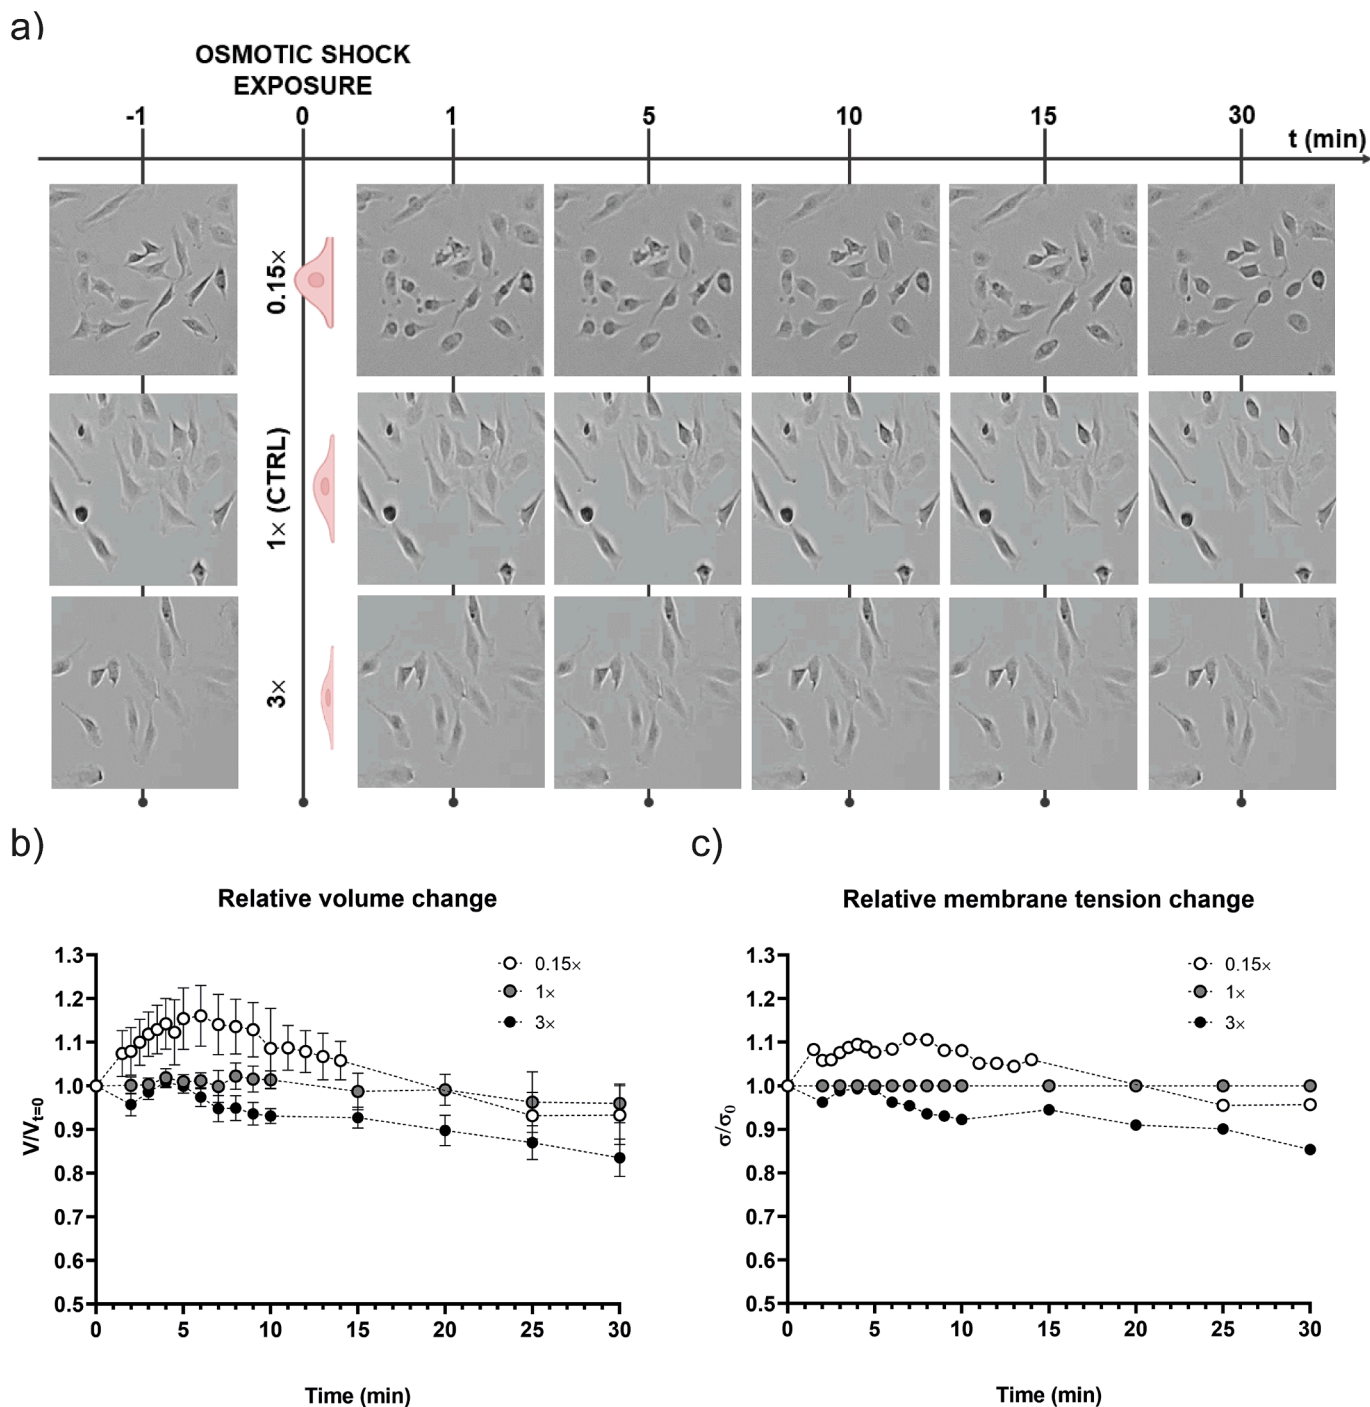 a)
OSMOTIC SHOCK
EXPOSURE
-1 0 1 5 10 15 30
t (min)
0.15×
1× (CTRL)
3×
b)
c)
Relative volume change
1.3
1.2
1.1
1.0
0.9
0.8
0.7
0.6
0.5
V/Vt=0
0.15×
1×
3×
0 5 10 15 20 25 30
Time (min)
Relative membrane tension change
1.3
1.2
1.1
1.0
0.9
0.8
0.7
0.6
0.5
σ/σ0
0.15×
1×
3×
0 5 10 15 20 25 30
Time (min)